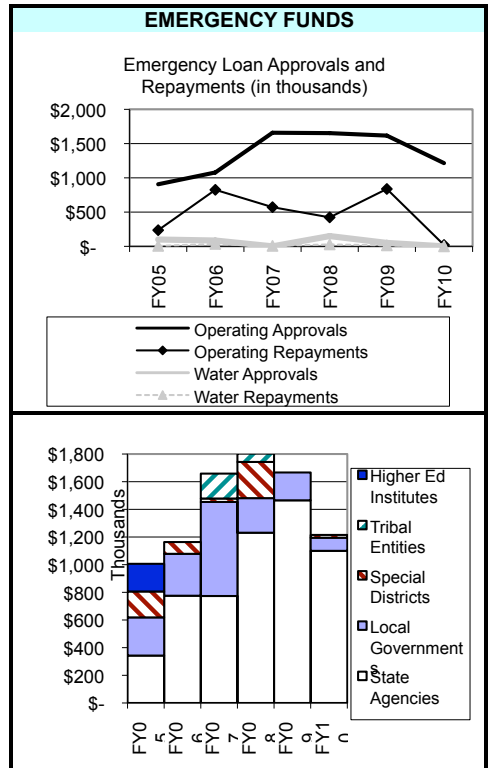 EMERGENCY FUNDS
Emergency Loan Approvals and
Repayments (in thousands)
$2,000
$1,500
$1,000
$500
$-
FY05
FY06
FY07
FY08
FY09
FY10
Operating Approvals
Operating Repayments
Water Approvals
Water Repayments
$1,800
$1,600
$1,400
$1,200
$1,000
$800
$600
$400
$200
$-
Thousands
FY0
5
FY0
6
FY0
7
FY0
8
FY0
9
FY1
0
Higher Ed
Institutes
Tribal
Entities
Special
Districts
Local
Government
s
State
Agencies